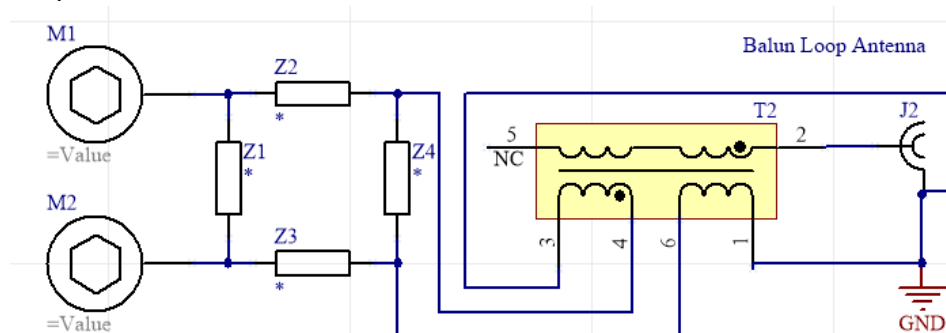 M1
Balun Loop Antenna
Z2
T2
J2
*
5
2
NC
=Value
Z1
*
Z4
*
M2
Z3
3
4
6
1
*
=Value
GND